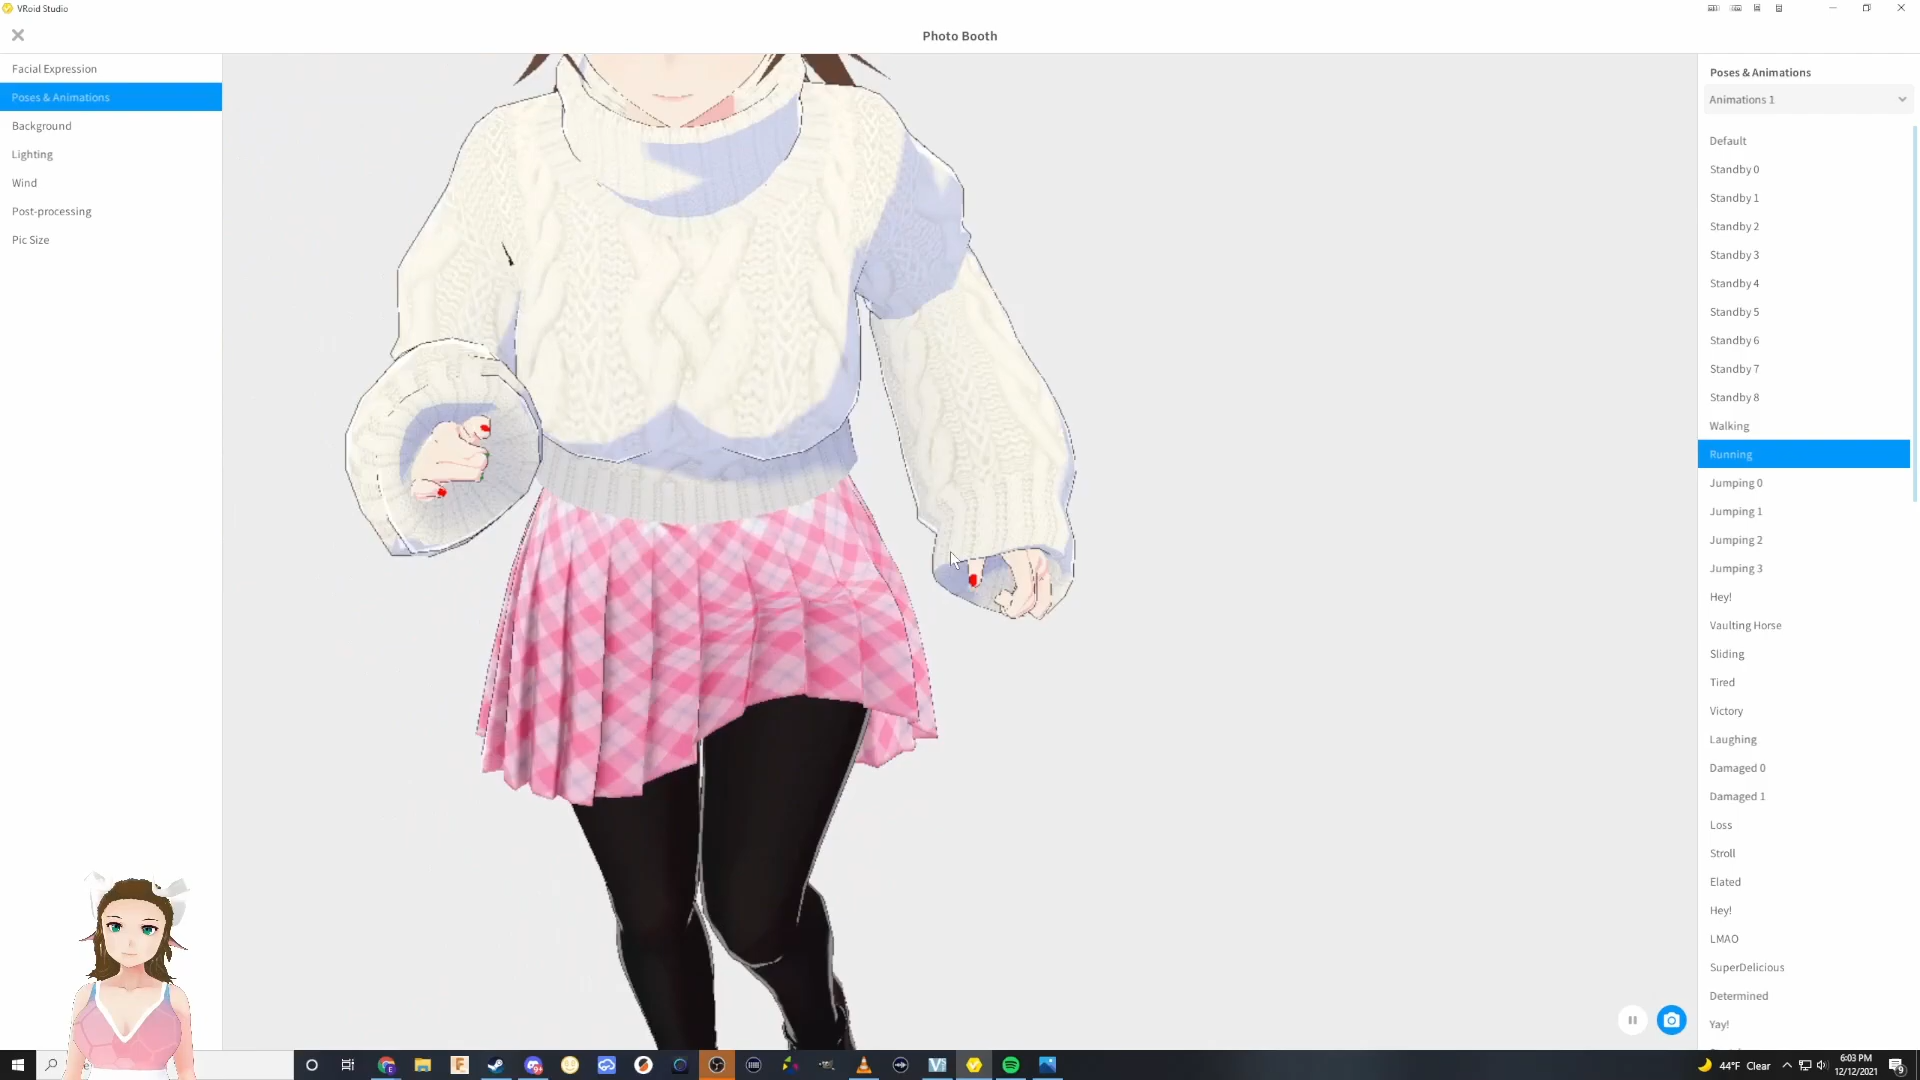 VRoid Studio
Photo Booth
Facial Expression
Poses & Animations
Background
Lighting
Wind
Post-processing
Pic Size
Poses & Animations
Animations 1
Default
Standby 0
Standby 1
Standby 2
Standby 3
Standby 4
Standby 5
Standby 6
Standby 7
Standby 8
Walking
Running
Jumping 0
Jumping 1
Jumping 2
Jumping 3
Hey!
Vaulting Horse
Sliding
Tired
Victory
Laughing
Damaged 0
Damaged 1
Loss
Stroll
Elated
Hey!
LMAO
SuperDelicious
Determined
Yay!
44°F Clear
6:03 PM
12/12/2021